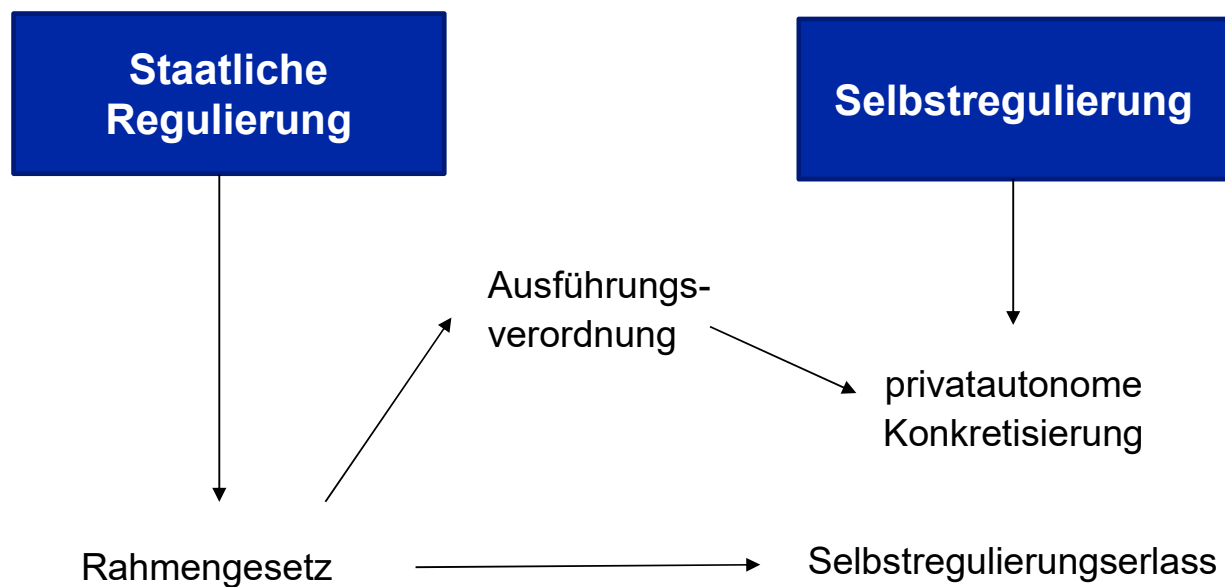 Staatliche
Regulierung
Selbstregulierung
Ausführungs-
verordnung
privatautonome
Konkretisierung
Rahmengesetz
Selbstregulierungserlass